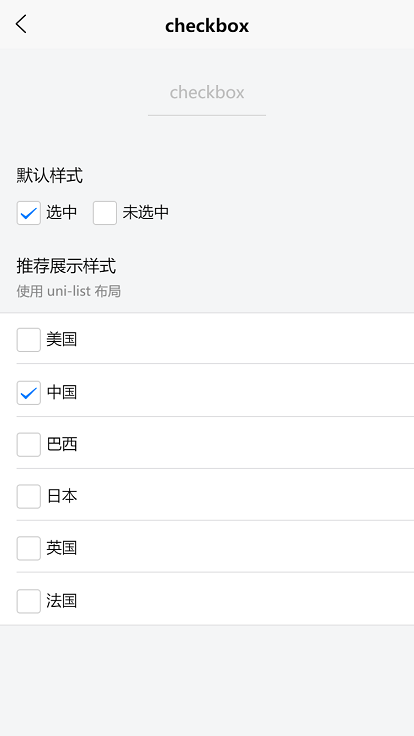 checkbox
checkbox
默认样式
选中 未选中
推荐展示样式
使用 uni-list 布局
美国
中国
巴西
日本
英国
法国